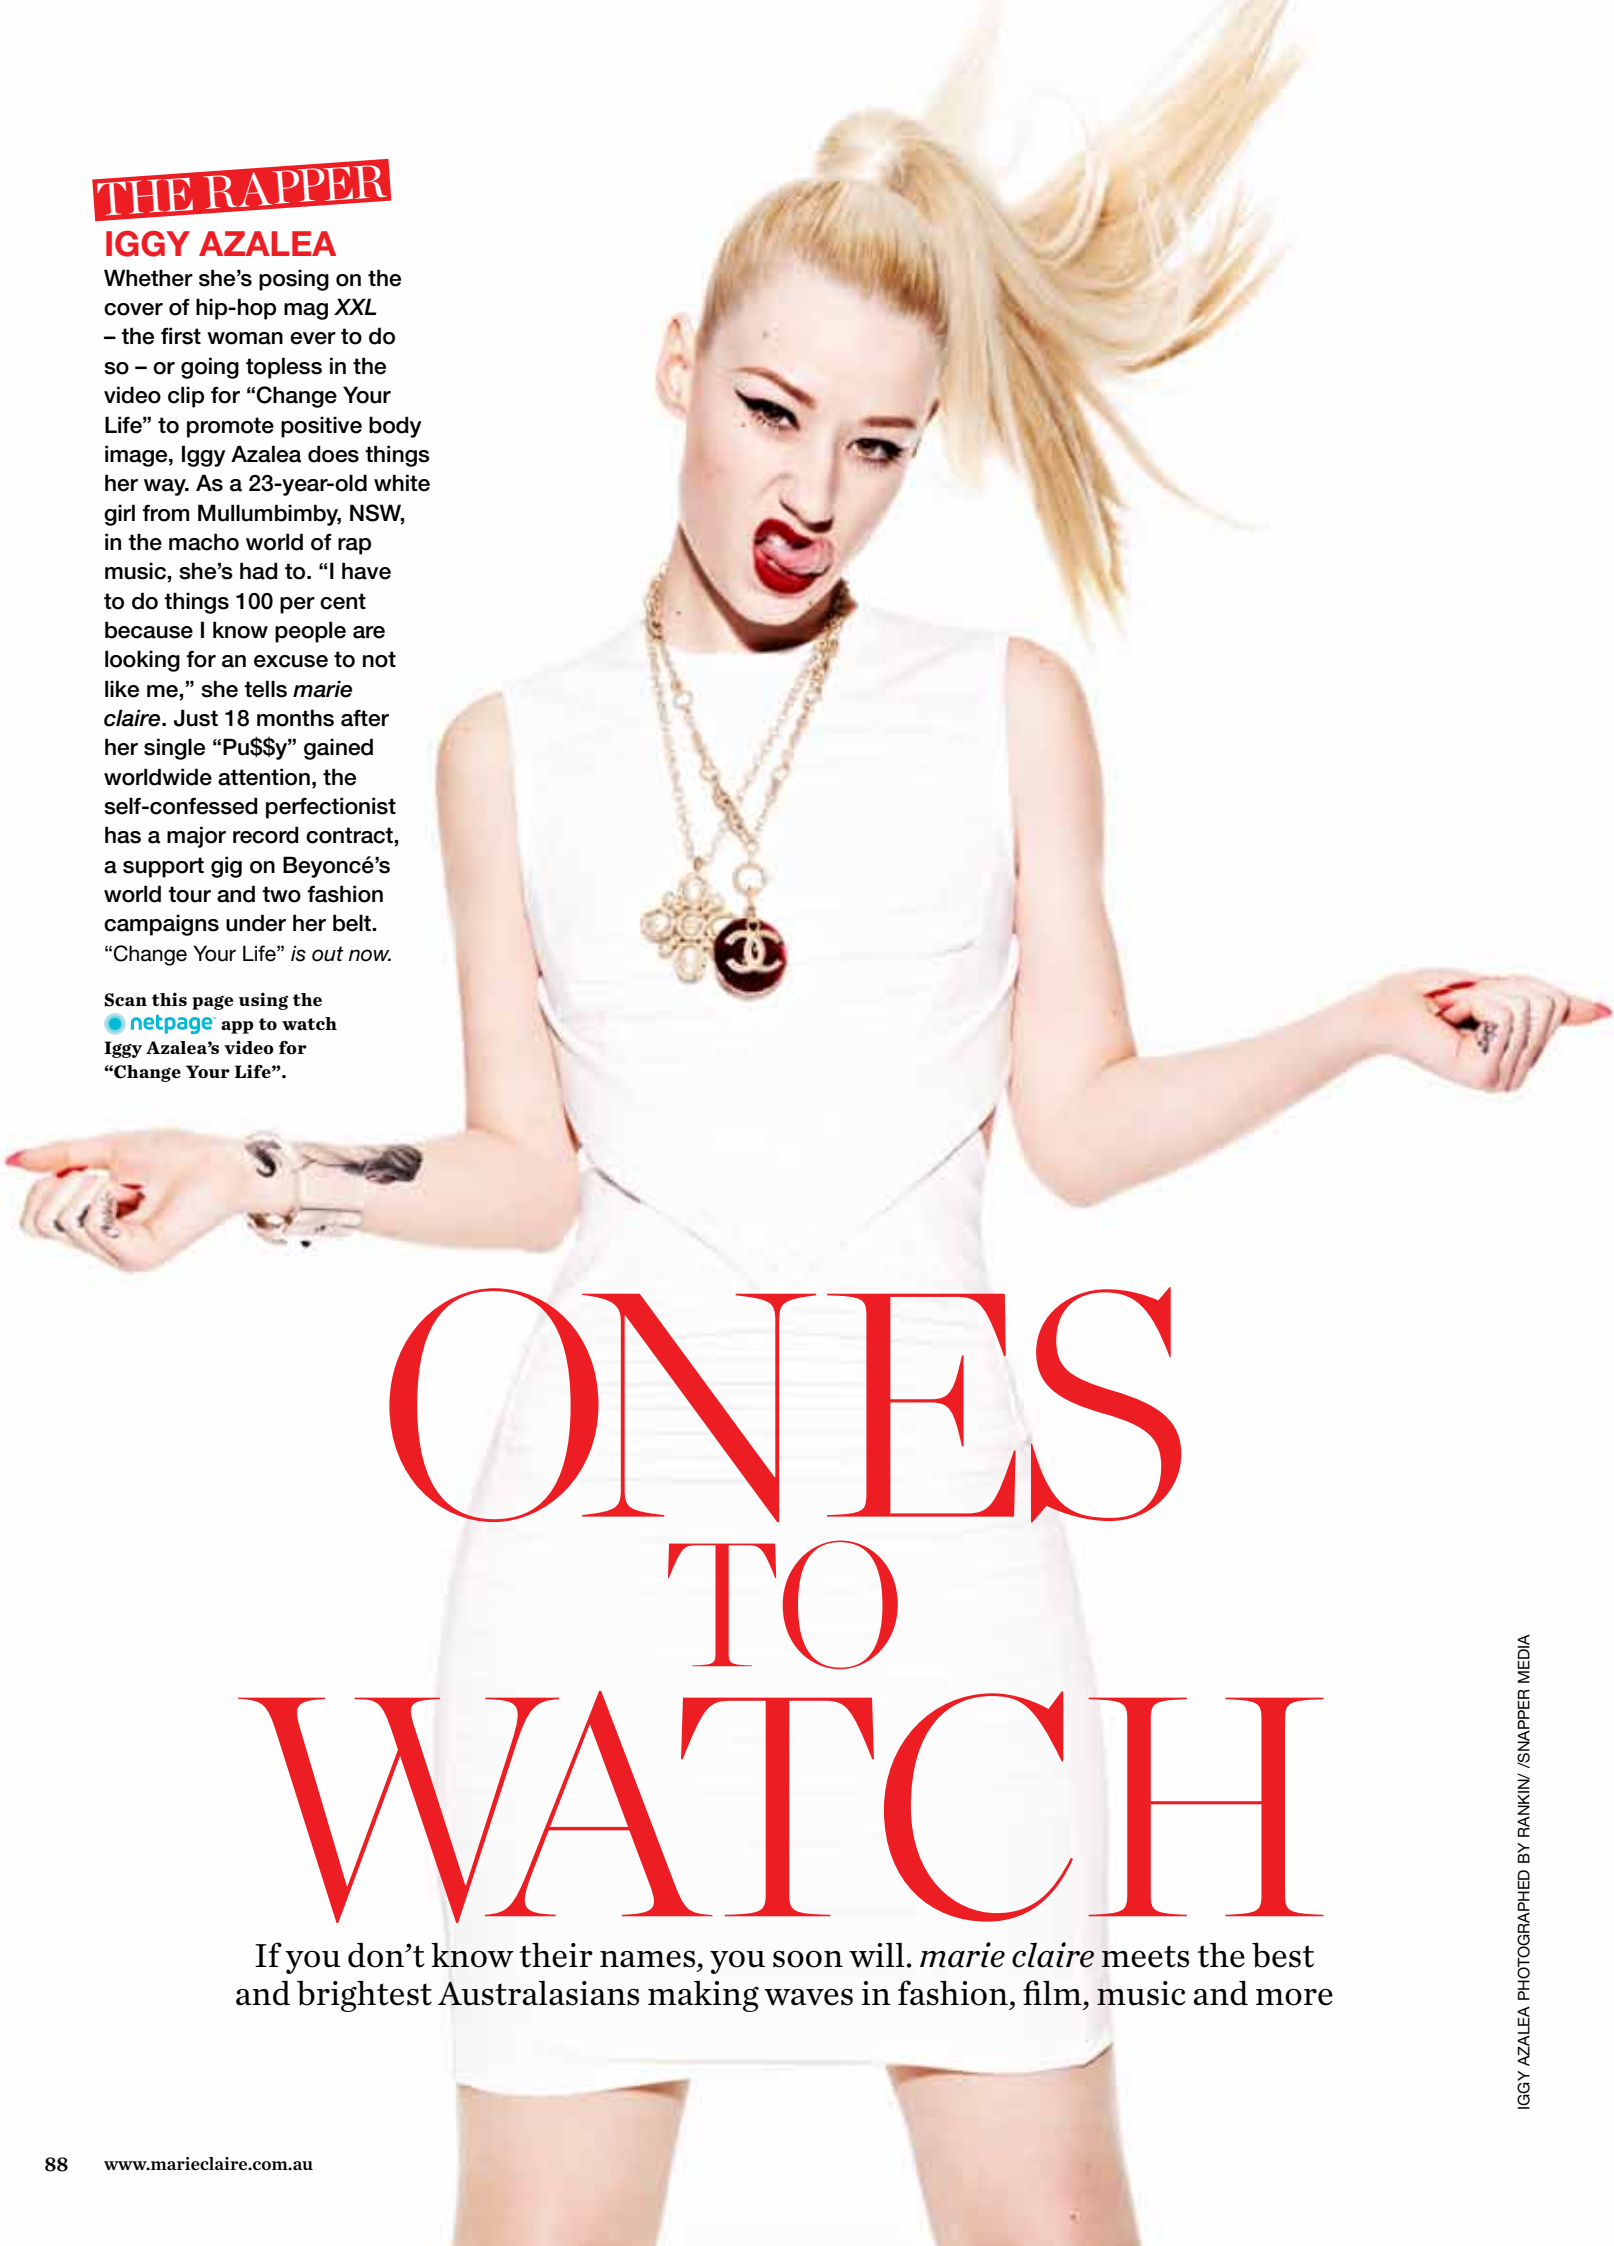 THE RAPPER
IGGY AZALEA
Whether she’s posing on the
cover of hip-hop mag XXL
– the first woman ever to do
so – or going topless in the
video clip for “Change Your
Life” to promote positive body
image, Iggy Azalea does things
her way. As a 23-year-old white
girl from Mullumbimby, NSW,
in the macho world of rap
music, she’s had to. “I have
to do things 100 per cent
because I know people are
looking for an excuse to not
like me,” she tells marie
claire. Just 18 months after
her single “Pu$$y” gained
worldwide attention, the
self-confessed perfectionist
has a major record contract,
a support gig on Beyoncé’s
world tour and two fashion
campaigns under her belt.
“Change Your Life” is out now.
Scan this page using the
netpage app to watch
Iggy Azalea’s video for
“Change Your Life”.
ONES
TO
WATCH
If you don’t know their names, you soon will. marie claire meets the best
and brightest Australasians making waves in fashion, film, music and more
IGGY AZALEA PHOTOGRAPHED BY RANKIN/ /SNAPPER MEDIA
88 www.marieclaire.com.au